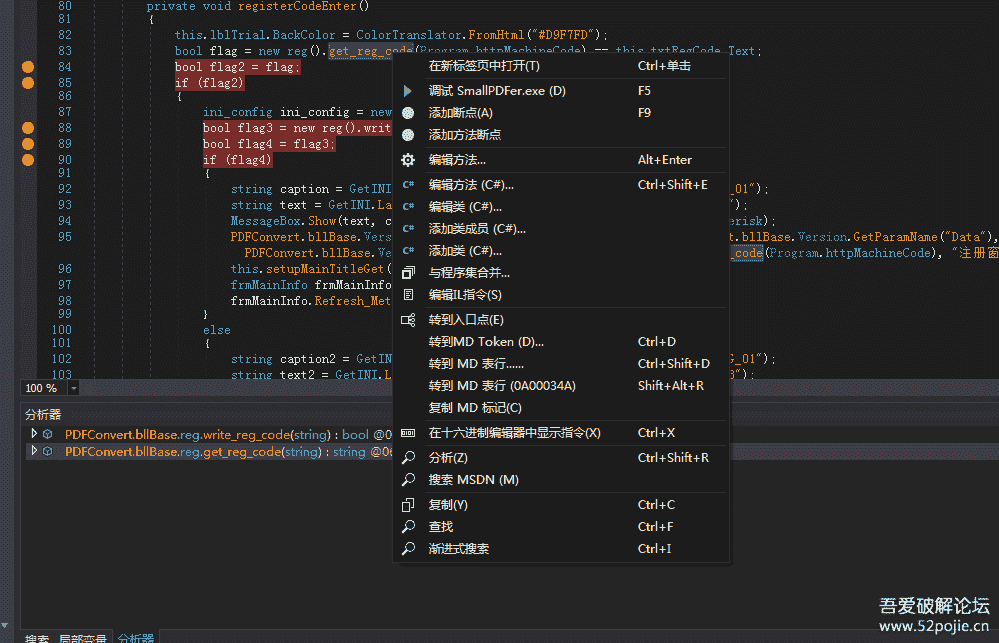 80 private void registerCodeEnter()
81 {
82 this.lblTrial.BackColor = ColorTranslator.FromHtml("#D9F7FD");
83 bool flag = new reg().get_reg_code(Program.httpMachineCode) == this.txtRegCode.Text;
84 bool flag2 = flag;
85 if (flag2)
86 {
87 ini_config ini_config = new
88 bool flag3 = new reg().writ
89 bool flag4 = flag3;
90 if (flag4)
91 {
92 string caption = GetINI _01");
93 string text = GetINI.La ");
94 MessageBox.Show(text, c erisk);
95 PDFConvert.bllBase.Vers t.bllBase.Version.GetParamName("Data"),
PDFConvert.bllBase.Vers _code(Program.httpMachineCode), "注册窗
96 this.setupMainTitleGet(
97 frmMainInfo frmMainInfo
98 frmMainInfo.Refresh_Met
99 }
100 else
101 {
102 string caption2 = GetIN G_01");
103 string text2 = GetINI.L 3");
在新标签页中打开(T) Ctrl+单击
调试 SmallPDFer.exe (D) F5
添加断点(A) F9
添加方法断点
编辑方法... Alt+Enter
C# 编辑方法 (C#)... Ctrl+Shift+E
C# 编辑类 (C#)...
C# 添加类成员 (C#)...
C# 添加类 (C#)...
与程序集合并...
编辑IL指令(S)
转到入口点(E)
转到MD Token (D)... Ctrl+D
转到 MD 表行...... Ctrl+Shift+D
转到 MD 表行 (0A00034A) Shift+Alt+R
复制 MD 标记(C)
在十六进制编辑器中显示指令(X) Ctrl+X
分析(Z) Ctrl+Shift+R
搜索 MSDN (M)
复制(Y) Ctrl+C
查找 Ctrl+F
渐进式搜索 Ctrl+I
100 %
分析器
PDFConvert.bllBase.reg.write_reg_code(string) : bool @0
PDFConvert.bllBase.reg.get_reg_code(string) : string @06
搜索 局部变量 分析器
吾爱破解论坛
www.52pojie.cn